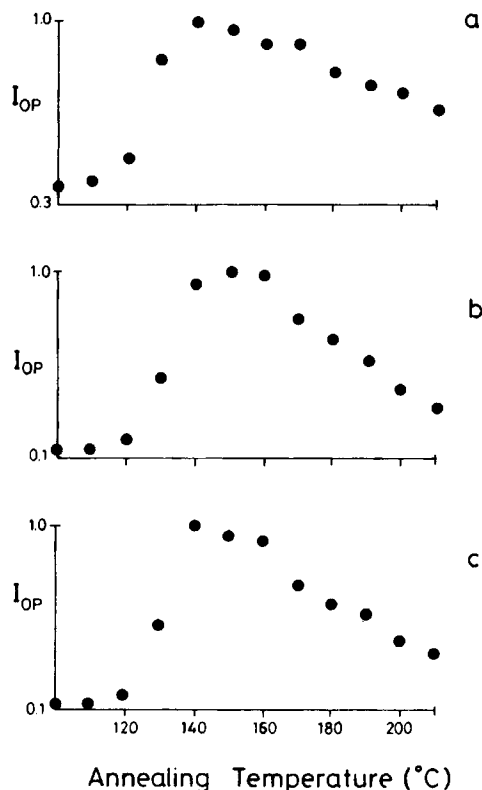 a
1.0
I_OP
0.3
b
1.0
I_OP
0.1
c
1.0
I_OP
0.1
120 140 160 180 200
Annealing Temperature (°C)